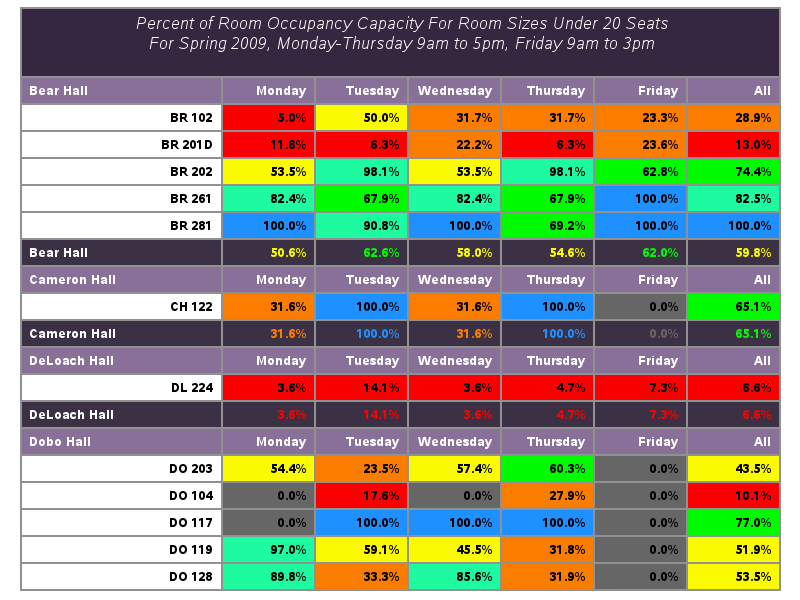 Percent of Room Occupancy Capacity For Room Sizes Under 20 Seats
For Spring 2009, Monday-Thursday 9am to 5pm, Friday 9am to 3pm
Bear Hall Monday Tuesday Wednesday Thursday Friday All
BR 102 5.0% 50.0% 31.7% 31.7% 23.3% 28.9%
BR 201D 11.8% 6.3% 22.2% 6.3% 23.6% 13.0%
BR 202 53.5% 98.1% 53.5% 98.1% 62.8% 74.4%
BR 261 82.4% 67.9% 82.4% 67.9% 100.0% 82.5%
BR 281 100.0% 90.8% 100.0% 69.2% 100.0% 100.0%
Bear Hall 50.6% 62.6% 58.0% 54.6% 62.0% 59.8%
Cameron Hall Monday Tuesday Wednesday Thursday Friday All
CH 122 31.6% 100.0% 31.6% 100.0% 0.0% 65.1%
Cameron Hall 31.6% 100.0% 31.6% 100.0% 0.0% 65.1%
DeLoach Hall Monday Tuesday Wednesday Thursday Friday All
DL 224 3.6% 14.1% 3.6% 4.7% 7.3% 6.6%
DeLoach Hall 3.6% 14.1% 3.6% 4.7% 7.3% 6.6%
Dobo Hall Monday Tuesday Wednesday Thursday Friday All
DO 203 54.4% 23.5% 57.4% 60.3% 0.0% 43.5%
DO 104 0.0% 17.6% 0.0% 27.9% 0.0% 10.1%
DO 117 0.0% 100.0% 100.0% 100.0% 0.0% 77.0%
DO 119 97.0% 59.1% 45.5% 31.8% 0.0% 51.9%
DO 128 89.8% 33.3% 85.6% 31.9% 0.0% 53.5%